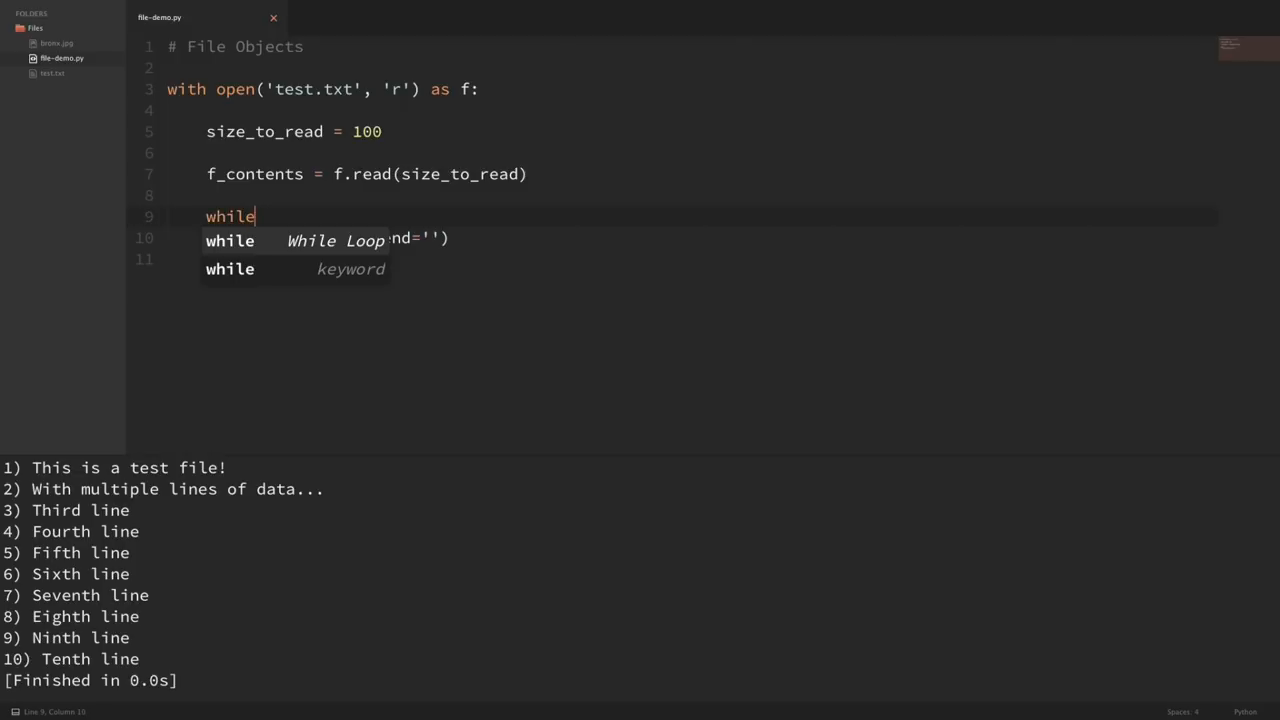 FOLDERS
Files
bronx.jpg
file-demo.py
test.txt
file-demo.py ×
1 # File Objects
2
3 with open('test.txt', 'r') as f:
4
5 size_to_read = 100
6
7 f_contents = f.read(size_to_read)
8
9 while
while While Loop
10 nd='')
while keyword
11
1) This is a test file!
2) With multiple lines of data...
3) Third line
4) Fourth line
5) Fifth line
6) Sixth line
7) Seventh line
8) Eighth line
9) Ninth line
10) Tenth line
[Finished in 0.0s]
Line 9, Column 10 Spaces: 4 Python